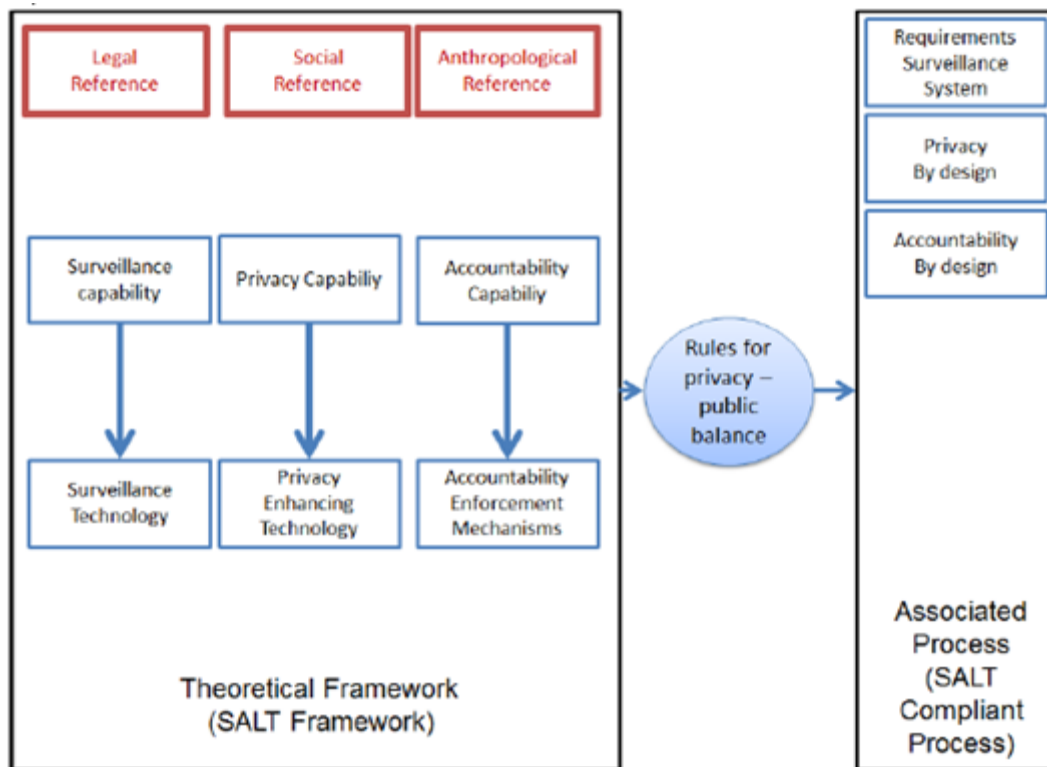 Legal
Reference
Social
Reference
Anthropological
Reference
Surveillance
capability
Privacy Capabiliy
Accountability
Capabiliy
Surveillance
Technology
Privacy
Enhancing
Technology
Accountability
Enforcement
Mechanisms
Theoretical Framework
(SALT Framework)
Rules for
privacy –
public
balance
Requirements
Surveillance
System
Privacy
By design
Accountability
By design
Associated
Process
(SALT
Compliant
Process)